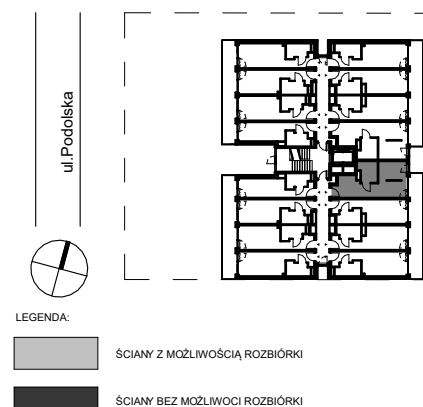 ul.Podolska
LEGENDA:
ŚCIANY Z MOŻLIWOŚCIĄ ROZBIÓRKI
ŚCIANY BEZ MOŻLIWOCI ROZBIÓRKI